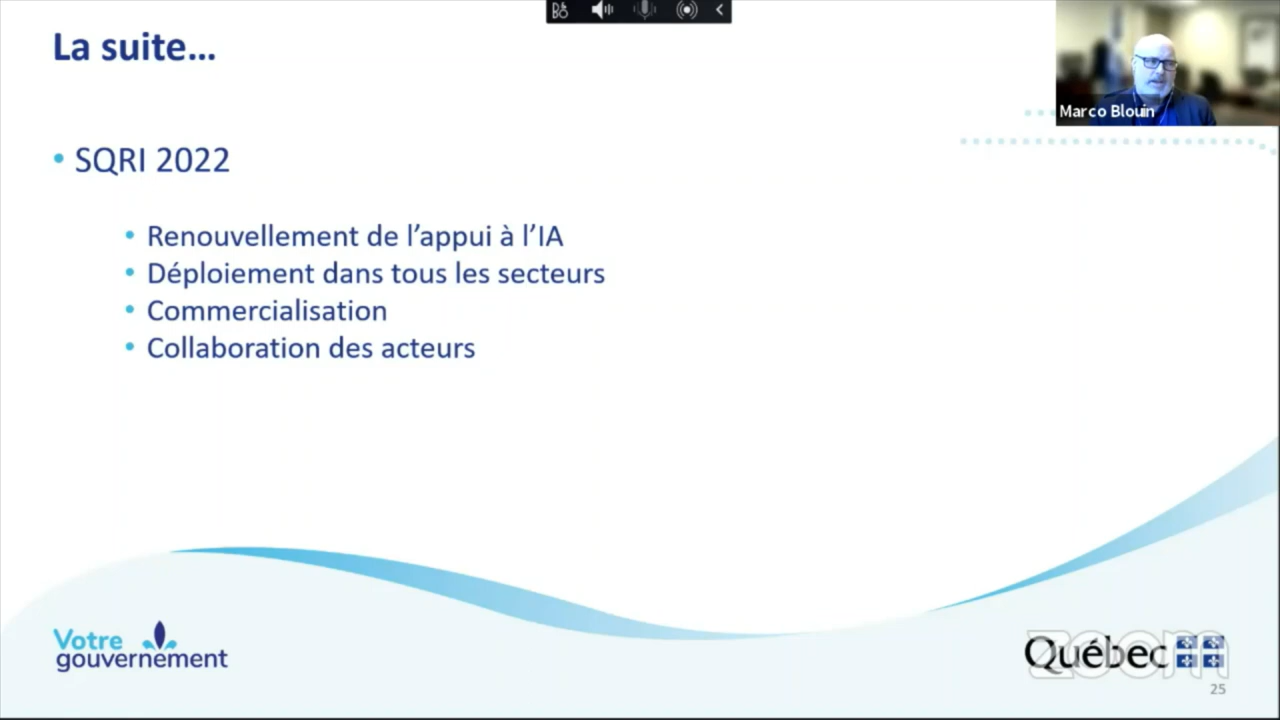 La suite...
Marco Blouin
• SQRI 2022
• Renouvellement de l’appui à l’IA
• Déploiement dans tous les secteurs
• Commercialisation
• Collaboration des acteurs
Votre
gouvernement
Québec
zoom
25